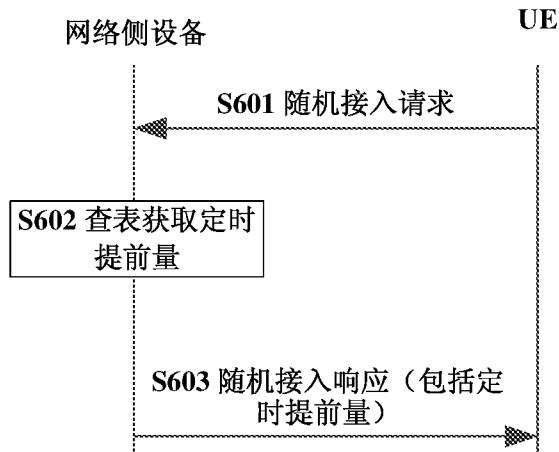 网络侧设备
UE
S601 随机接入请求
S602 查表获取定时
提前量
S603 随机接入响应（包括定
时提前量）